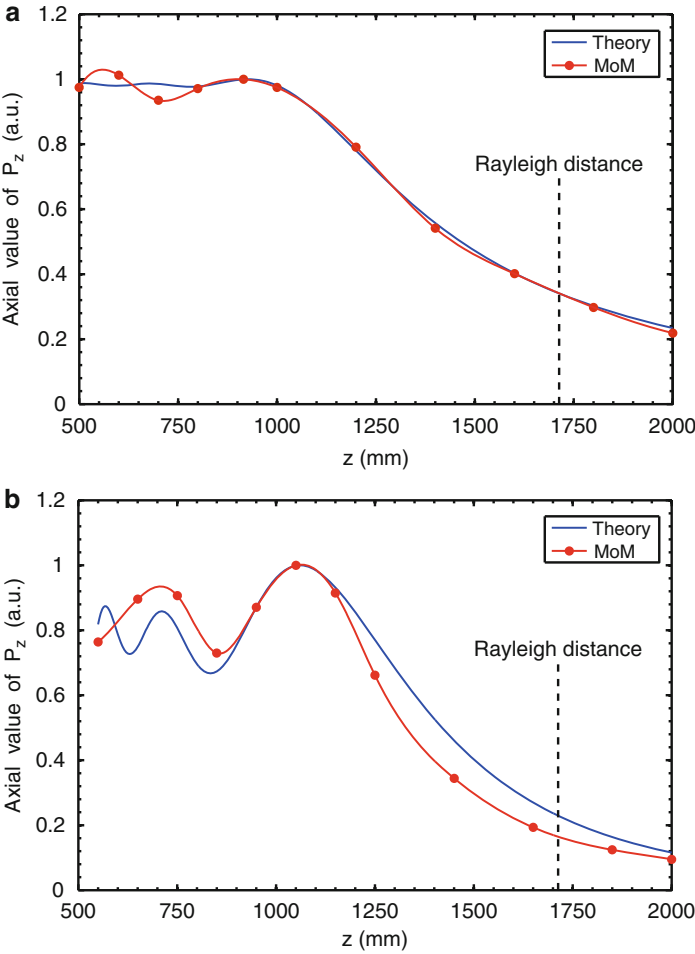 a
1.2
1
0.8
0.6
0.4
0.2
0
Axial value of P_z (a.u.)
Theory
MoM
Rayleigh distance
500 750 1000 1250 1500 1750 2000
z (mm)
b
1.2
1
0.8
0.6
0.4
0.2
0
Axial value of P_z (a.u.)
Theory
MoM
Rayleigh distance
500 750 1000 1250 1500 1750 2000
z (mm)